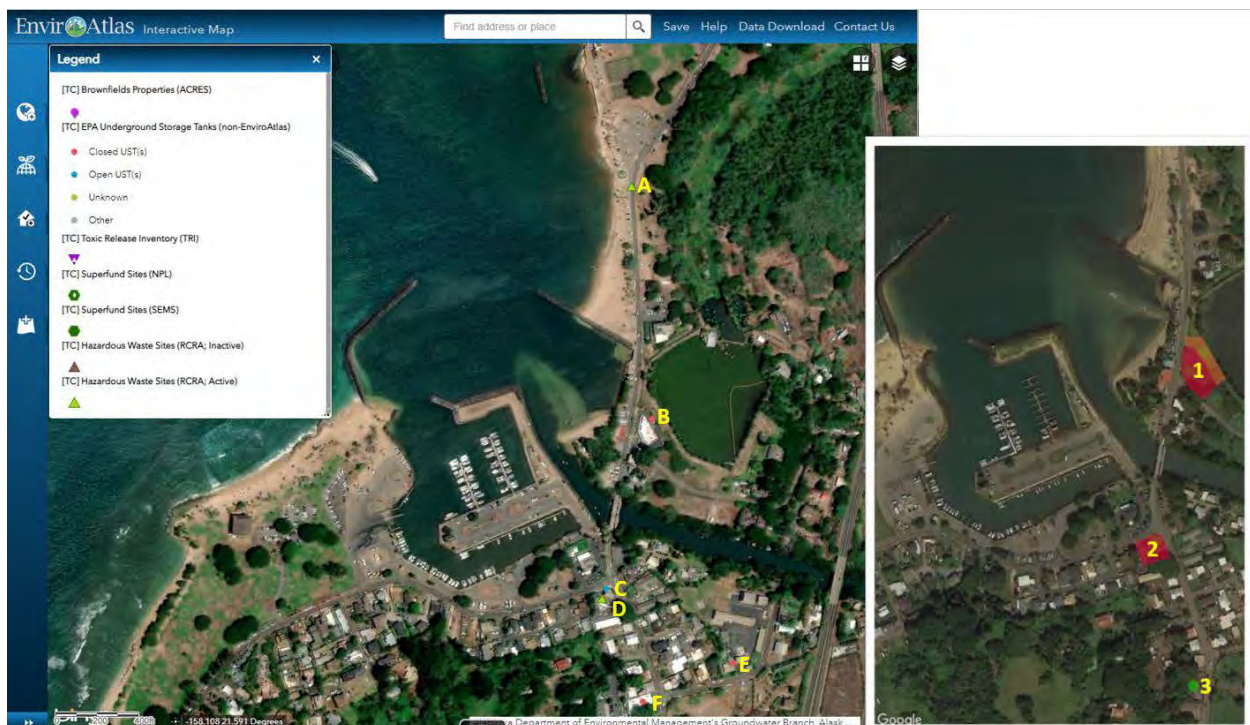 EnviroAtlas Interactive Map
Find address or place
Save Help Data Download Contact Us
Legend ×
[TC] Brownfields Properties (ACRES)
[TC] EPA Underground Storage Tanks (non-EnviroAtlas)
Closed UST(s)
Open UST(s)
Unknown
Other
[TC] Toxic Release Inventory (TRI)
[TC] Superfund Sites (NPL)
[TC] Superfund Sites (SEMS)
[TC] Hazardous Waste Sites (RCRA; Inactive)
[TC] Hazardous Waste Sites (RCRA; Active)
A
B
C
D
E
F
200 400ft
-158.108 21.591 Degrees
Department of Environmental Management's Groundwater Branch, Alask...
1
2
3
Google